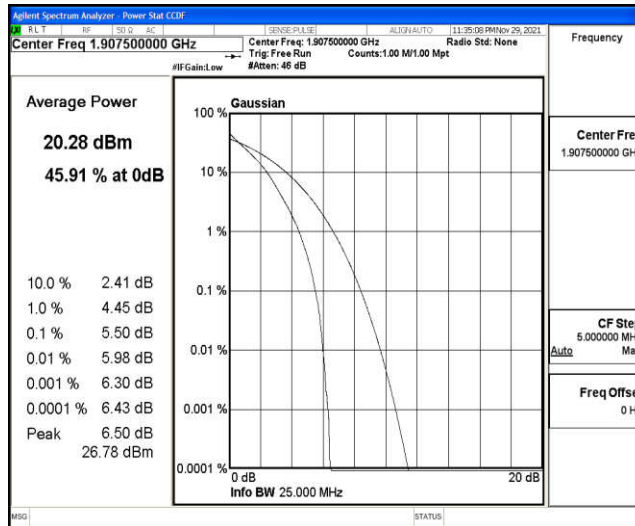 Agilent Spectrum Analyzer - Power Stat CCDF
RLT RF 50 Ω AC SENSE:PULSE ALIGN AUTO 11:35:08 PM Nov 29, 2021
Center Freq 1.907500000 GHz
Center Freq: 1.907500000 GHz Radio Std: None
Trig: Free Run Counts:1.00 M/1.00 Mpt
#IFGain:Low #Atten: 46 dB
Frequency
Average Power
20.28 dBm
45.91 % at 0dB
10.0 % 2.41 dB
1.0 % 4.45 dB
0.1 % 5.50 dB
0.01 % 5.98 dB
0.001 % 6.30 dB
0.0001 % 6.43 dB
Peak 6.50 dB
26.78 dBm
Gaussian
100 %
10 %
1 %
0.1 %
0.01 %
0.001 %
0.0001 %
0 dB 20 dB
Info BW 25.000 MHz
Center Fre
1.907500000 GH
CF Ste
5.000000 MH
Auto Ma
Freq Offse
0 H
MSG STATUS